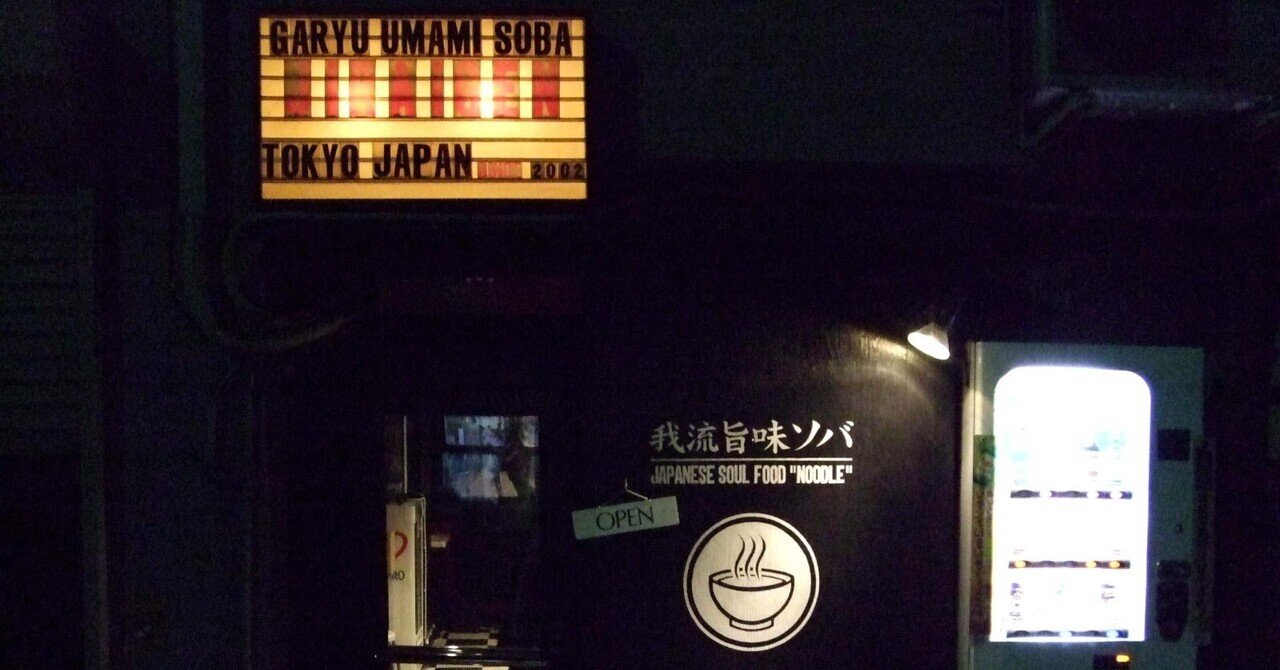 GARYU UMAMI SOBA
TOKYO JAPAN
2002
我流旨味ソバ
JAPANESE SOUL FOOD "NOODLE"
OPEN